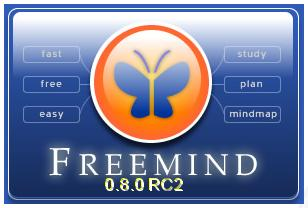 fast
study
free
plan
easy
mindmap
FREEMIND
0.8.0 RC2